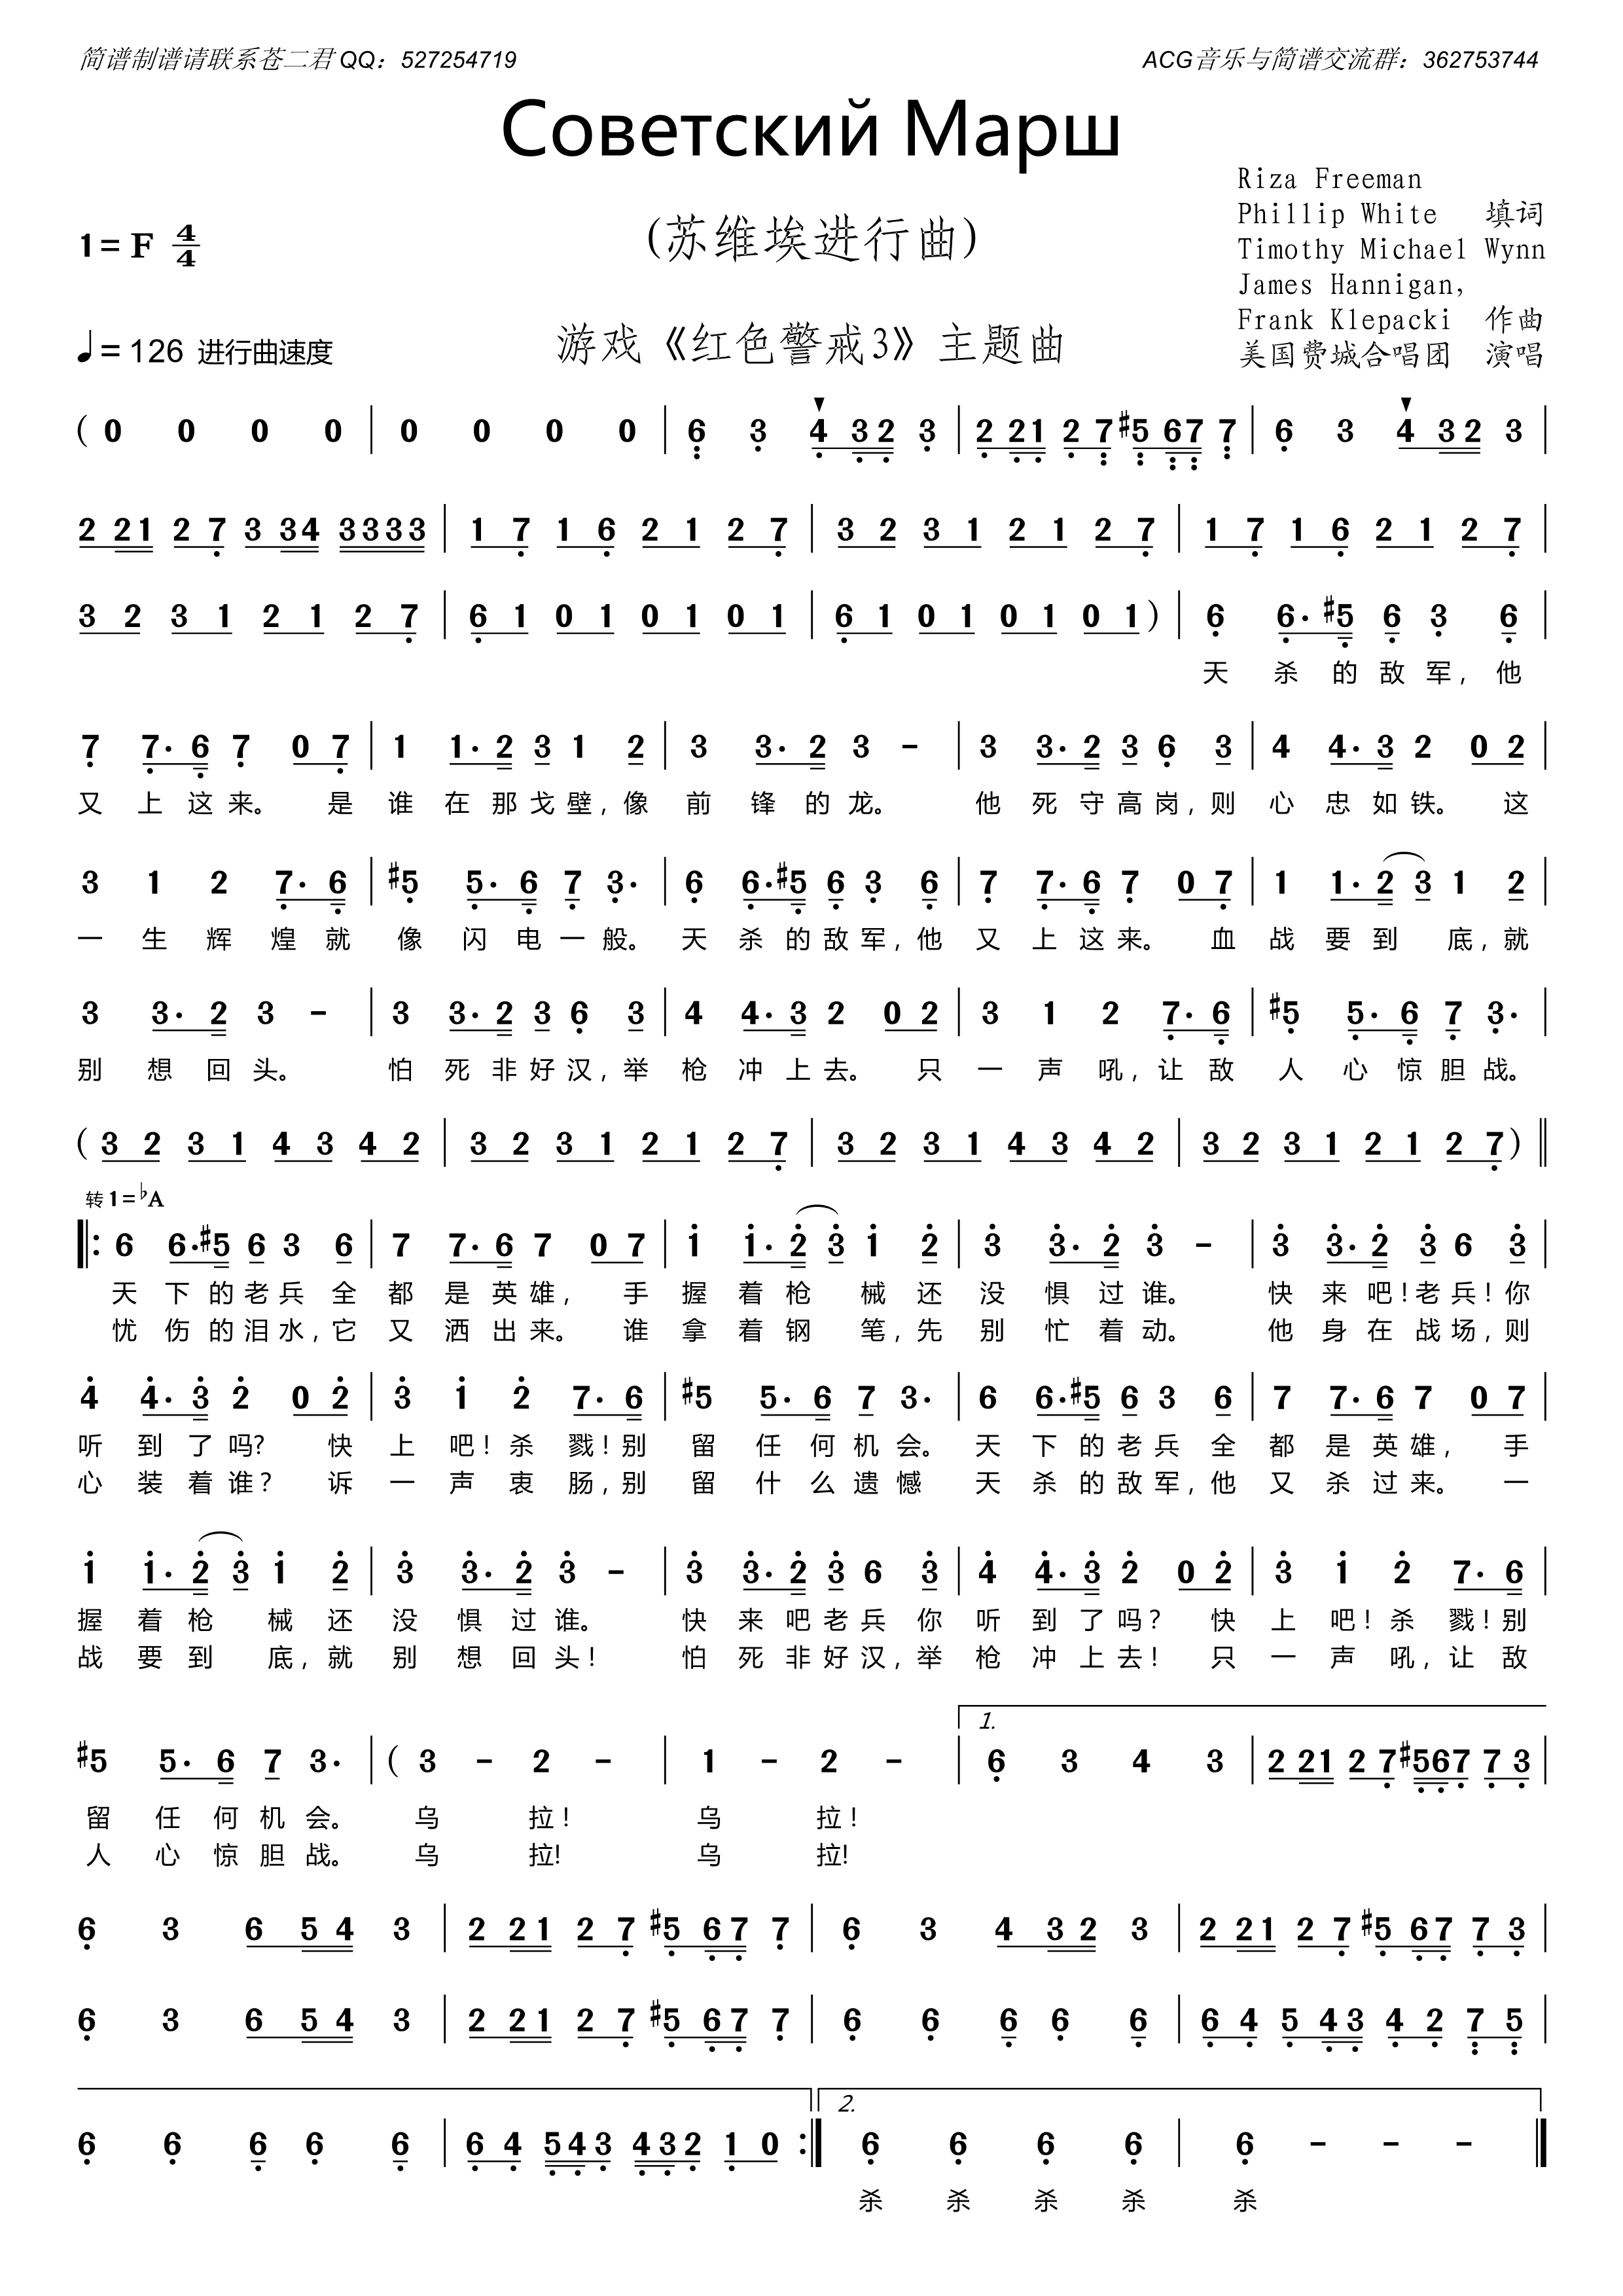 简谱制谱请联系苍二君QQ：527254719
ACG音乐与简谱交流群：362753744
Советский Марш
Riza Freeman
(苏维埃进行曲)
Phillip White 填词
1=F 4/4
Timothy Michael Wynn
James Hannigan,
Frank Klepacki 作曲
♩=126 进行曲速度
游戏《红色警戒3》主题曲
美国费城合唱团 演唱
(0 0 0 0 | 0 0 0 0 | 6 3 4 32 3 | 2 21 2 7 #5 67 7 | 6 3 4 32 3 |
2 21 2 7 3 34 3333 | 1 7 1 6 2 1 2 7 | 3 2 3 1 2 1 2 7 | 1 7 1 6 2 1 2 7 |
3 2 3 1 2 1 2 7 | 6 1 0 1 0 1 0 1 | 6 1 0 1 0 1 0 1) | 6 6· #5 6 3 6 |
天 杀 的 敌 军，他
7 7· 6 7 0 7 | 1 1· 2 3 1 2 | 3 3· 2 3 - | 3 3· 2 3 6 3 | 4 4· 3 2 0 2 |
又 上 这 来。 是 谁 在 那 戈 壁，像 前 锋 的 龙。 他 死 守 高 岗，则 心 忠 如 铁。 这
3 1 2 7· 6 | #5 5· 6 7 3· | 6 6· #5 6 3 6 | 7 7· 6 7 0 7 | 1 1· 2 3 1 2 |
一 生 辉 煌 就 像 闪 电 一 般。 天 杀 的 敌 军，他 又 上 这 来。 血 战 要 到 底，就
3 3· 2 3 - | 3 3· 2 3 6 3 | 4 4· 3 2 0 2 | 3 1 2 7· 6 | #5 5· 6 7 3· |
别 想 回 头。 怕 死 非 好 汉，举 枪 冲 上 去。 只 一 声 吼，让 敌 人 心 惊 胆 战。
(3 2 3 1 4 3 4 2 | 3 2 3 1 2 1 2 7 | 3 2 3 1 4 3 4 2 | 3 2 3 1 2 1 2 7) ‖
转1=♭A
‖: 6 6· #5 6 3 6 | 7 7· 6 7 0 7 | 1 1· 2 3 1 2 | 3 3· 2 3 - | 3 3· 2 3 6 3 |
天 下 的 老 兵 全 都 是 英 雄， 手 握 着 枪 械 还 没 惧 过 谁。 快 来 吧！老 兵！你
忧 伤 的 泪 水，它 又 洒 出 来。 谁 拿 着 钢 笔，先 别 忙 着 动。 他 身 在 战 场，则
4 4· 3 2 0 2 | 3 1 2 7· 6 | #5 5· 6 7 3· | 6 6· #5 6 3 6 | 7 7· 6 7 0 7 |
听 到 了 吗? 快 上 吧！杀 戮！别 留 任 何 机 会。 天 下 的 老 兵 全 都 是 英 雄， 手
心 装 着 谁？ 诉 一 声 衷 肠，别 留 什 么 遗 憾 天 杀 的 敌 军，他 又 杀 过 来。 一
1 1· 2 3 1 2 | 3 3· 2 3 - | 3 3· 2 3 6 3 | 4 4· 3 2 0 2 | 3 1 2 7· 6 |
握 着 枪 械 还 没 惧 过 谁。 快 来 吧 老 兵 你 听 到 了 吗？ 快 上 吧！杀 戮！别
战 要 到 底，就 别 想 回 头！ 怕 死 非 好 汉，举 枪 冲 上 去！ 只 一 声 吼，让 敌
1.
#5 5· 6 7 3· | (3 - 2 - | 1 - 2 - | 6 3 4 3 | 2 21 2 7 #567 7 3 |
留 任 何 机 会。 乌 拉！ 乌 拉！
人 心 惊 胆 战。 乌 拉! 乌 拉!
6 3 6 54 3 | 2 21 2 7 #5 67 7 | 6 3 4 32 3 | 2 21 2 7 #5 67 7 3 |
6 3 6 54 3 | 2 21 2 7 #5 67 7 | 6 6 6 6 6 | 6 4 5 43 4 2 7 5 |
2.
6 6 6 6 6 | 6 4 543 432 1 0 :‖ 6 6 6 6 | 6 - - - ‖
杀 杀 杀 杀 杀